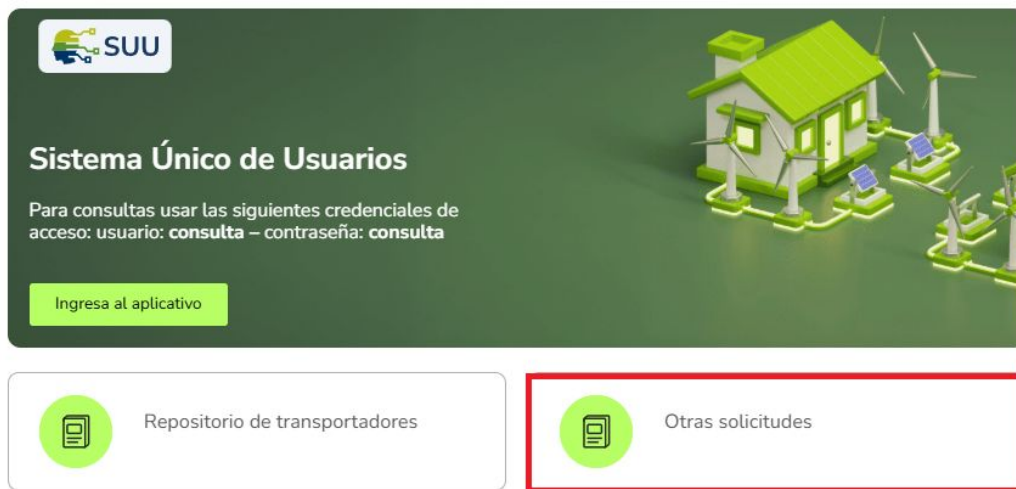 SUU
Sistema Único de Usuarios
Para consultas usar las siguientes credenciales de
acceso: usuario: consulta – contraseña: consulta
Ingresa al aplicativo
Repositorio de transportadores
Otras solicitudes